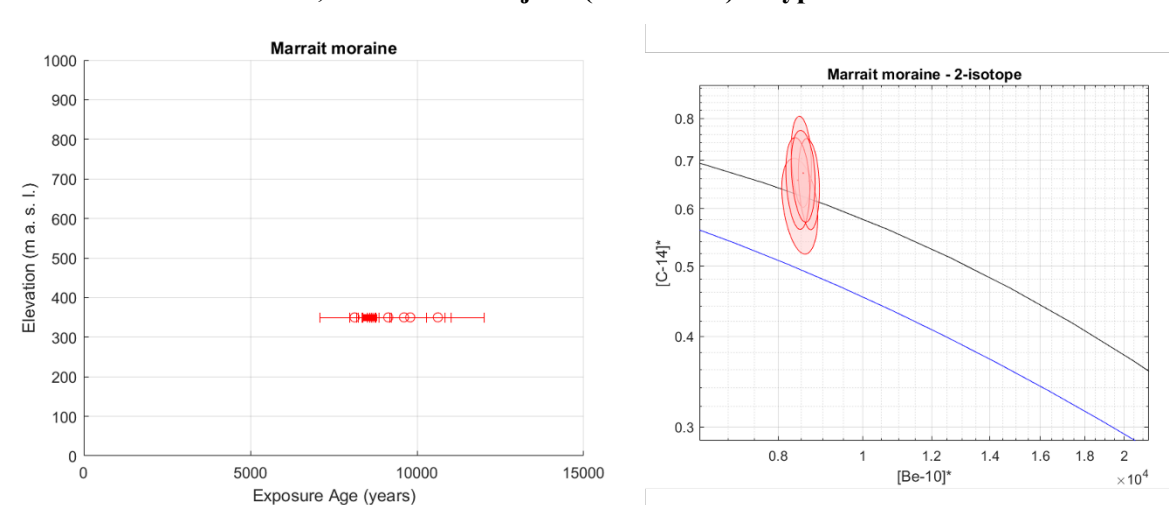 Marrait moraine
1000
900
800
700
600
500
400
300
200
100
0
Elevation (m a. s. l.)
0 5000 10000 15000
Exposure Age (years)
Marrait moraine - 2-isotope
0.8
0.7
0.6
0.5
0.4
0.3
[C-14]*
0.8 1 1.2 1.4 1.6 1.8 2
[Be-10]*
×10⁴